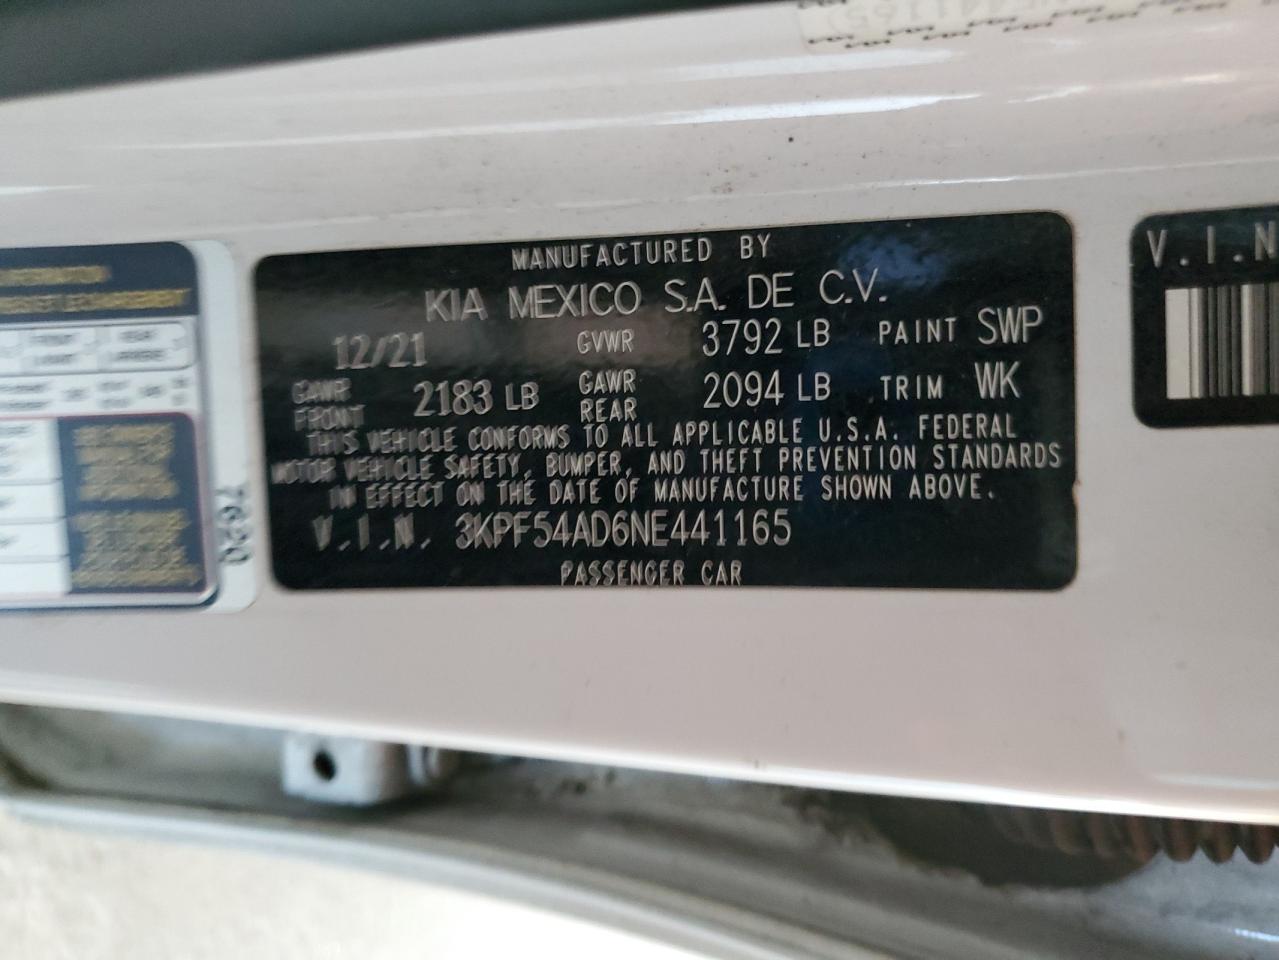 MANUFACTURED BY
KIA MEXICO S.A. DE C.V.
12/21 GVWR 3792 LB PAINT SWP
GAWR FRONT 2183 LB GAWR REAR 2094 LB TRIM WK
THIS VEHICLE CONFORMS TO ALL APPLICABLE U.S.A. FEDERAL
MOTOR VEHICLE SAFETY, BUMPER, AND THEFT PREVENTION STANDARDS
IN EFFECT ON THE DATE OF MANUFACTURE SHOWN ABOVE.
V.I.N. 3KPF54AD6NE441165
PASSENGER CAR
V.I.N
7620